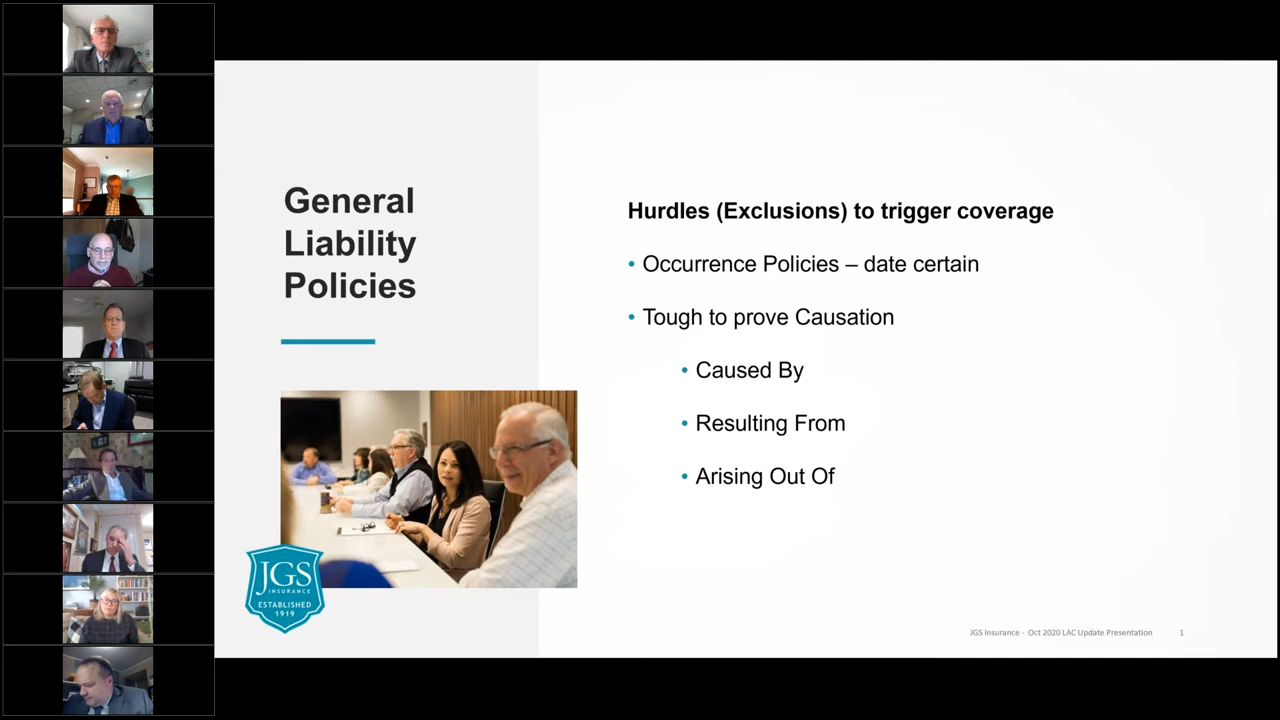 General
Liability
Policies
Hurdles (Exclusions) to trigger coverage
• Occurrence Policies – date certain
• Tough to prove Causation
• Caused By
• Resulting From
• Arising Out Of
JGS
INSURANCE
ESTABLISHED
1919
JGS Insurance - Oct 2020 LAC Update Presentation 1